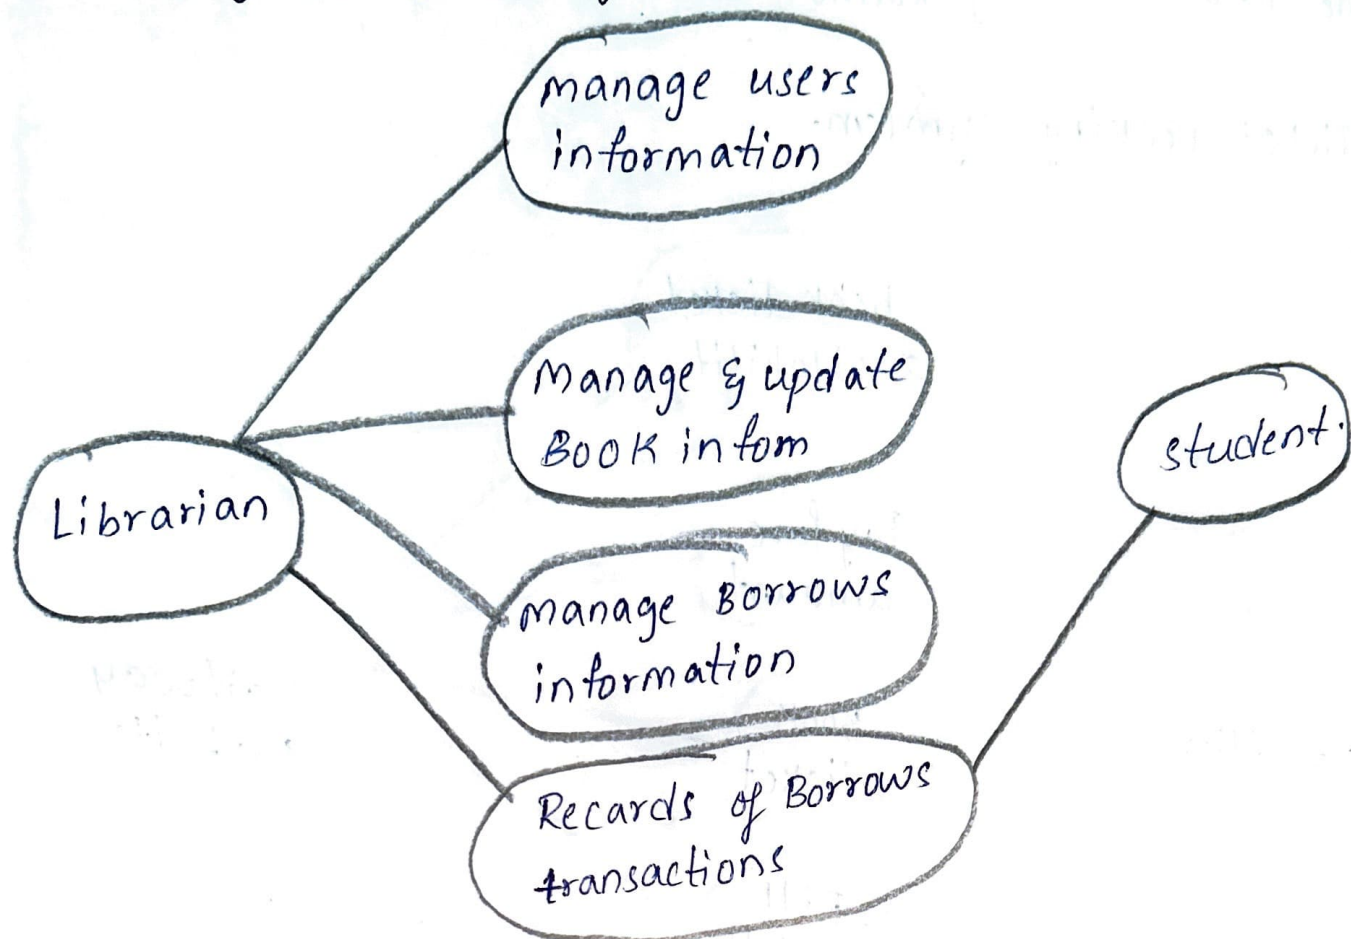 manage users
information
Manage & update
Book infom
Librarian
student.
manage Borrows
information
Recards of Borrows
transactions